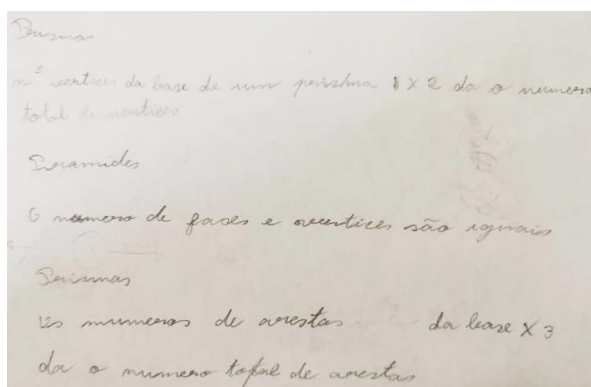 Prismas
nº vertices da base de um prisma X 2 da o numero
total de vertices
Piramides
O numero de faces e vertices são iguais
Prismas
Os numeros de arestas da base X 3
da o numero total de arestas